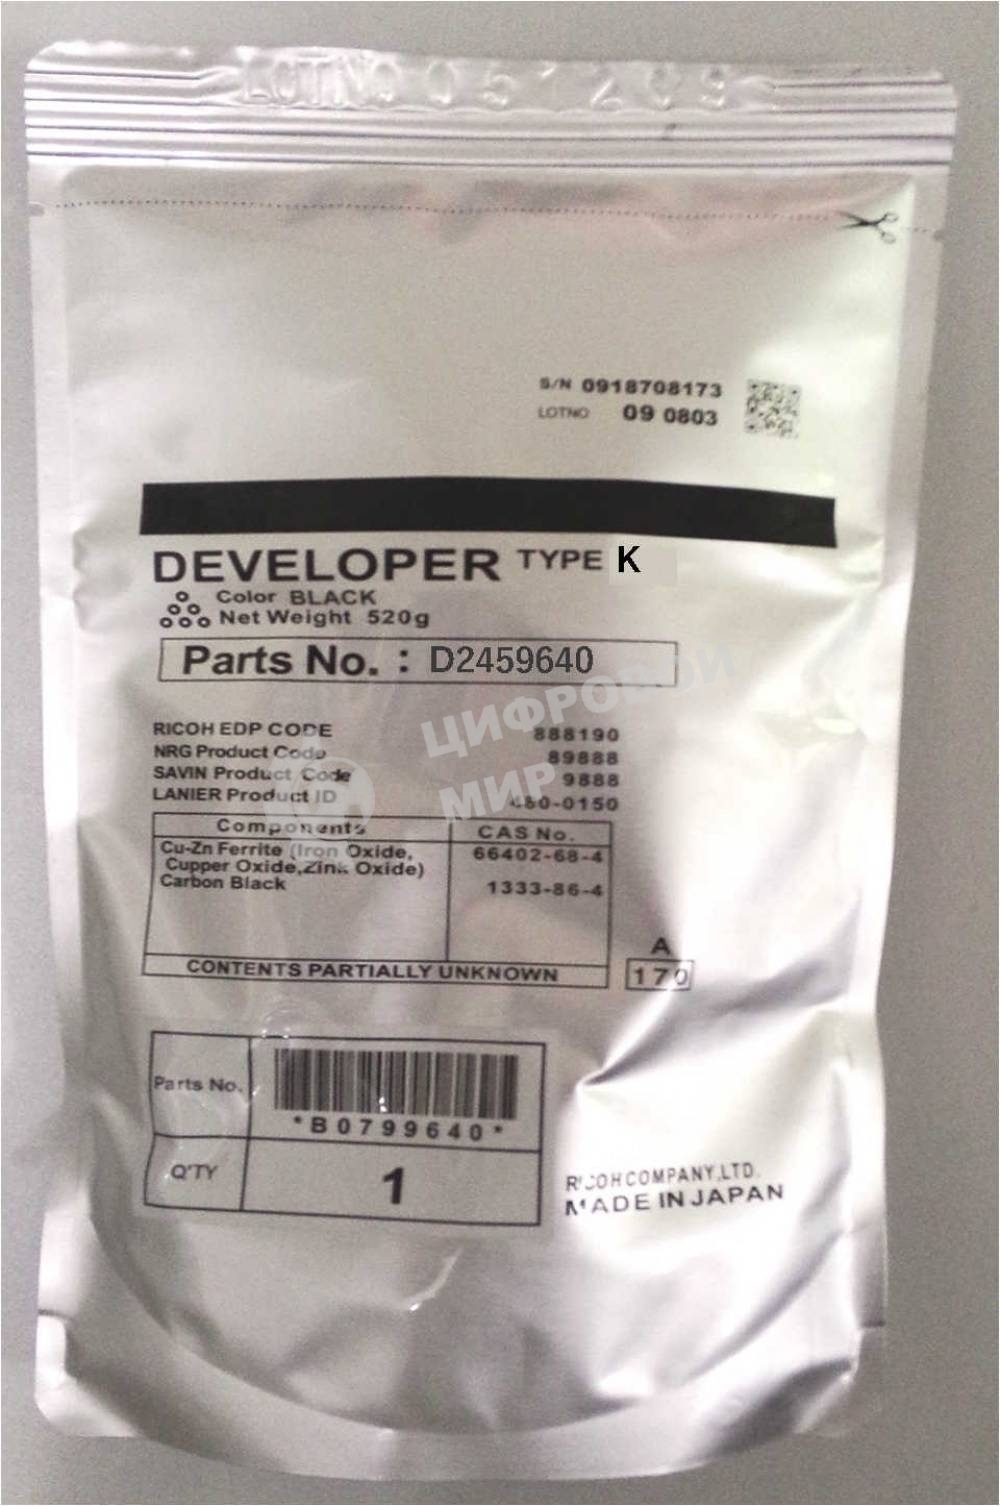 LOTNO 051209
S/N 0918708173
LOTNO 09 0803
DEVELOPER TYPE K
Color BLACK
Net Weight 520g
Parts No. : D2459640
ЦИФРОВОЙ
МИР
RICOH EDP CODE 888190
NRG Product Code 89888
SAVIN Product Code 9888
LANIER Product ID 480-0150
Components CAS No.
Cu-Zn Ferrite (Iron Oxide, 66402-68-4
Cupper Oxide,Zink Oxide)
Carbon Black 1333-86-4
CONTENTS PARTIALLY UNKNOWN
A
170
Parts No.
*B0799640*
Q'TY 1
RICOH COMPANY,LTD.
MADE IN JAPAN